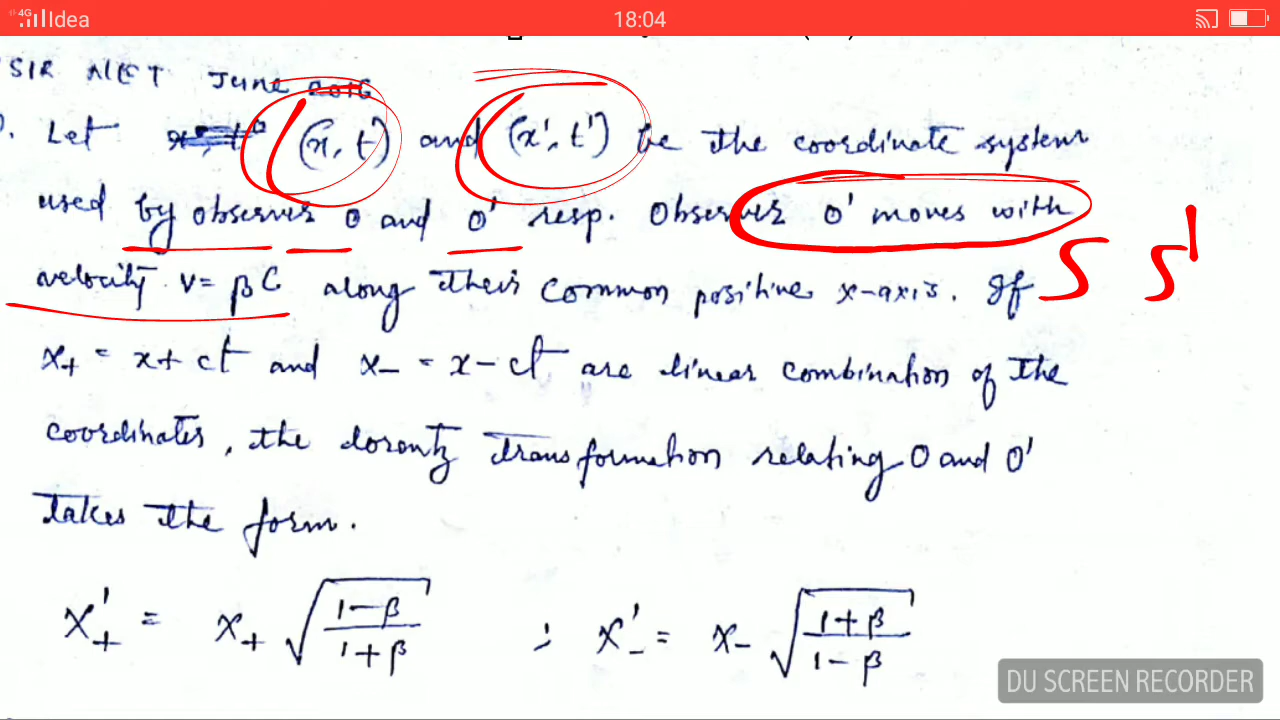 4G Idea 18:04
SIR NET June 2016
Let (x, t) and (x', t') be the coordinate system
used by observer O and O' resp. Observer O' moves with
velocity v= βC along their common positive x-axis. If S S'
x₊ = x+ ct and x₋ = x- ct are linear combination of the
coordinates, the lorentz transformation relating O and O'
takes the form.
x'₊ = x₊ √((1-β)/(1+β)) ; x'₋ = x₋ √((1+β)/(1-β))
DU SCREEN RECORDER